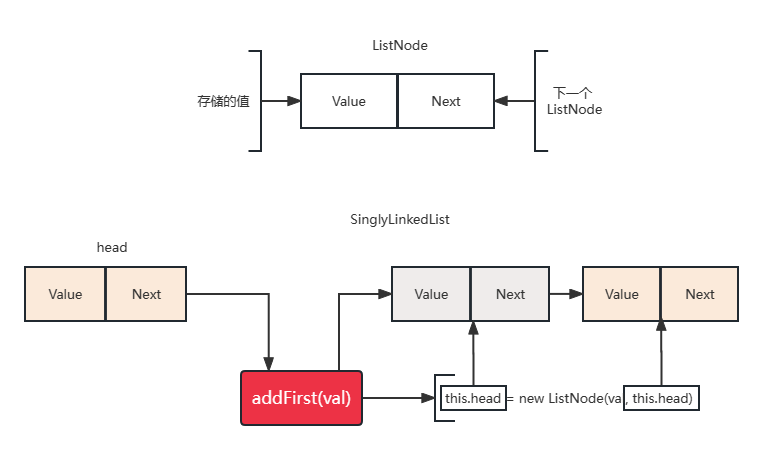 ListNode
存储的值
Value
Next
下一个
ListNode
SinglyLinkedList
head
Value
Next
Value
Next
Value
Next
addFirst(val)
this.head = new ListNode(val, this.head)